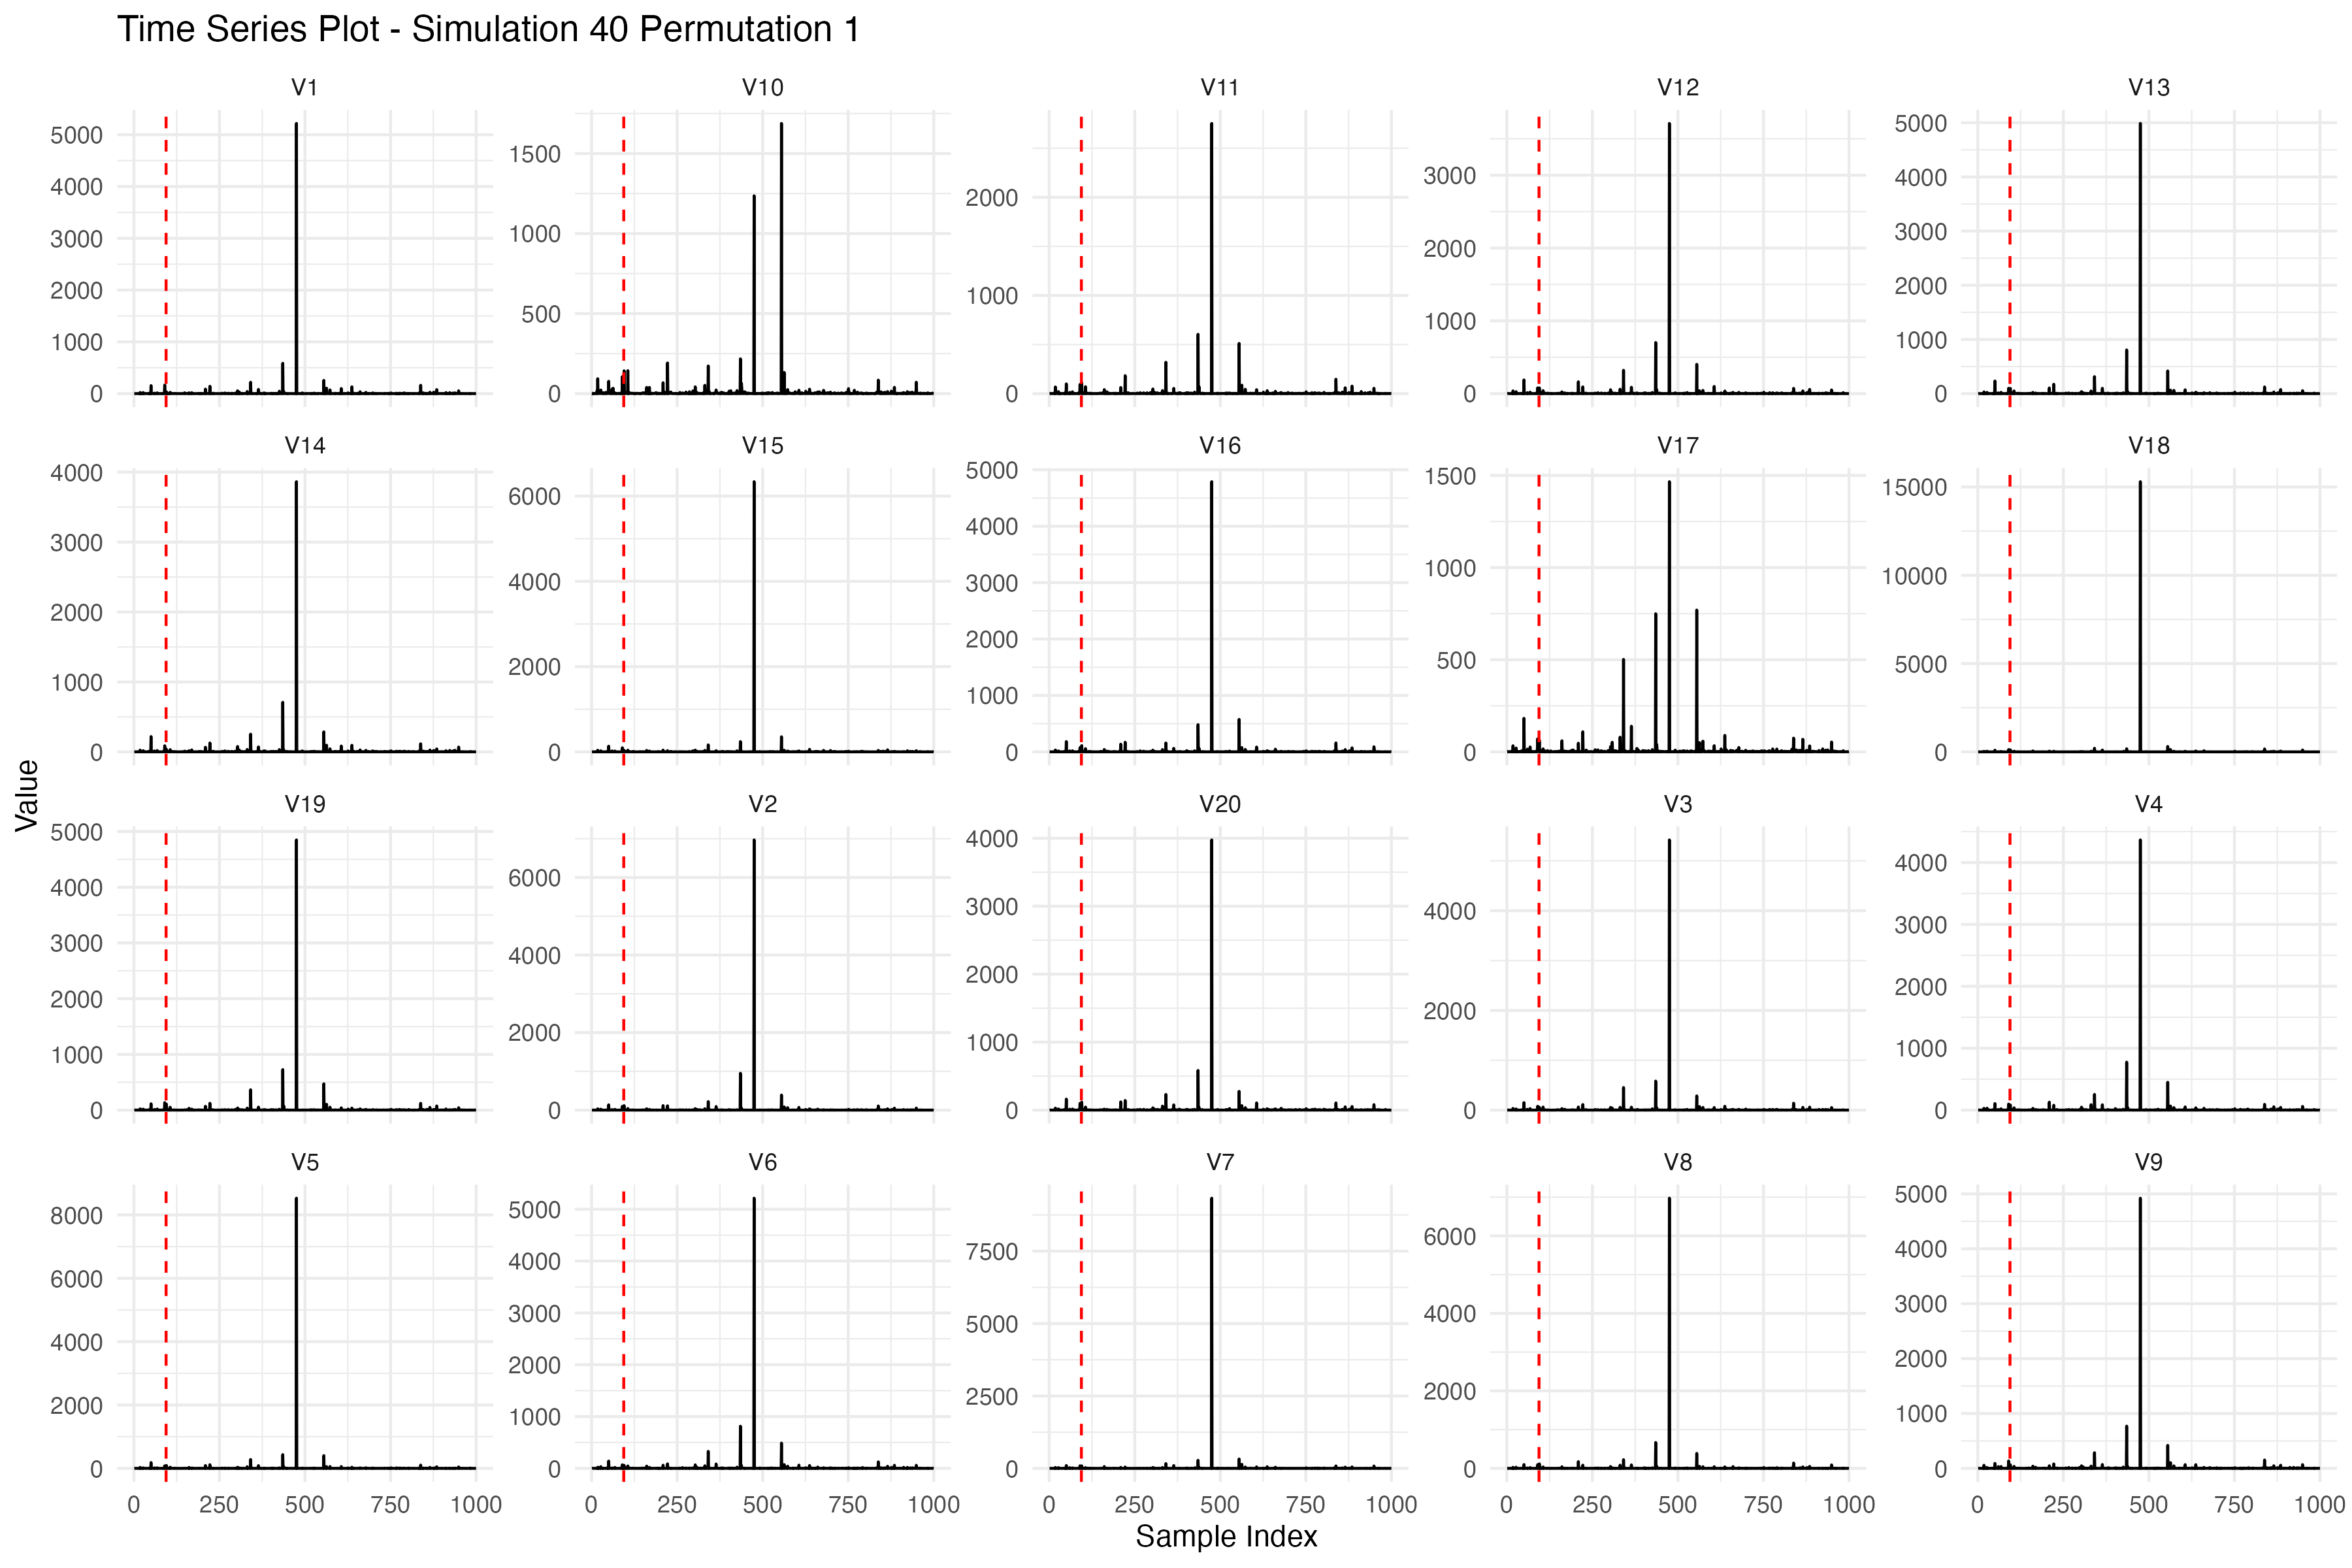 Time Series Plot - Simulation 40 Permutation 1
V1 V10 V11 V12 V13
5000 4000 3000 2000 1000 0
1500 1000 500 0
2000 1000 0
3000 2000 1000 0
5000 4000 3000 2000 1000 0
V14 V15 V16 V17 V18
4000 3000 2000 1000 0
6000 4000 2000 0
5000 4000 3000 2000 1000 0
1500 1000 500 0
15000 10000 5000 0
Value
V19 V2 V20 V3 V4
5000 4000 3000 2000 1000 0
6000 4000 2000 0
4000 3000 2000 1000 0
4000 2000 0
4000 3000 2000 1000 0
V5 V6 V7 V8 V9
8000 6000 4000 2000 0
5000 4000 3000 2000 1000 0
7500 5000 2500 0
6000 4000 2000 0
5000 4000 3000 2000 1000 0
0 250 500 750 1000 0 250 500 750 1000 0 250 500 750 1000 0 250 500 750 1000 0 250 500 750 1000
Sample Index